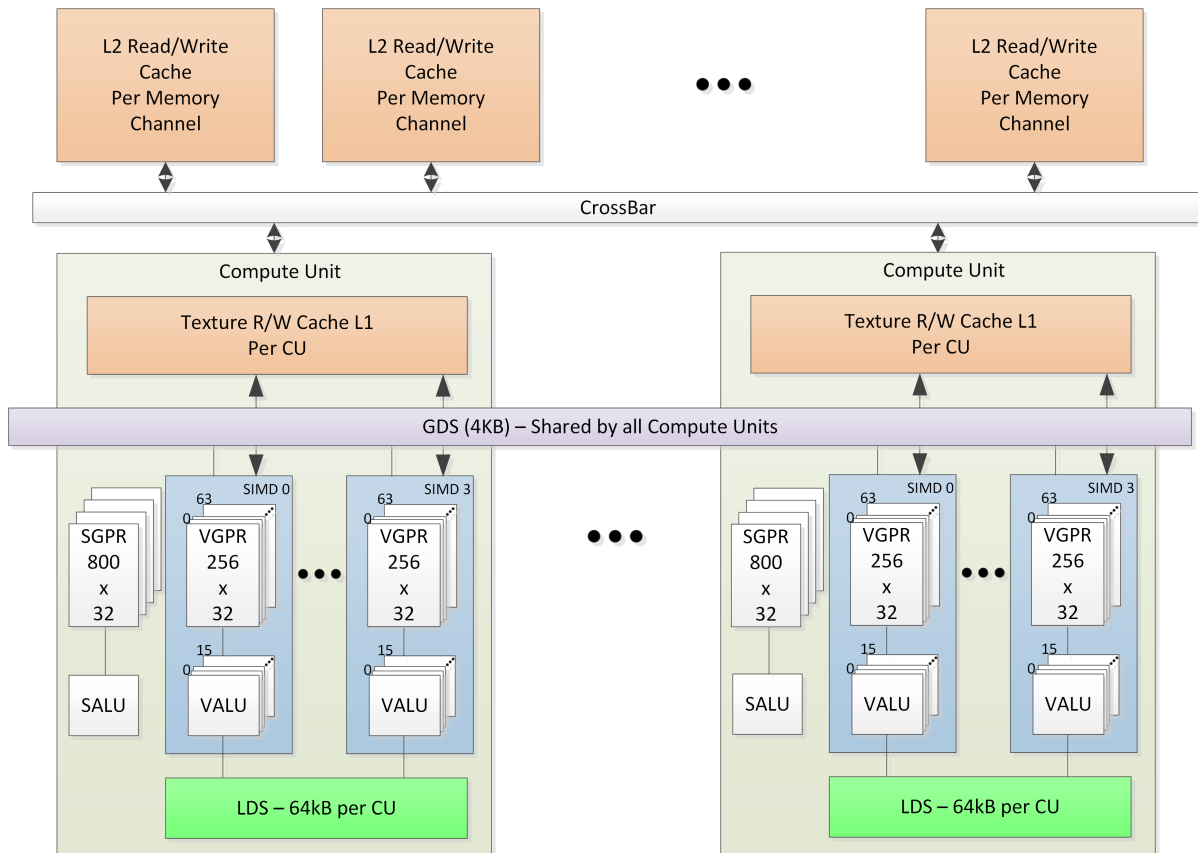 L2 Read/Write
Cache
Per Memory
Channel
L2 Read/Write
Cache
Per Memory
Channel
L2 Read/Write
Cache
Per Memory
Channel
CrossBar
Compute Unit
Texture R/W Cache L1
Per CU
Compute Unit
Texture R/W Cache L1
Per CU
GDS (4KB) – Shared by all Compute Units
SGPR
800
x
32
SALU
SIMD 0
63
0
VGPR
256
x
32
15
0
VALU
SIMD 3
63
0
VGPR
256
x
32
15
0
VALU
LDS – 64kB per CU
SGPR
800
x
32
SALU
SIMD 0
63
0
VGPR
256
x
32
15
0
VALU
SIMD 3
63
0
VGPR
256
x
32
15
0
VALU
LDS – 64kB per CU